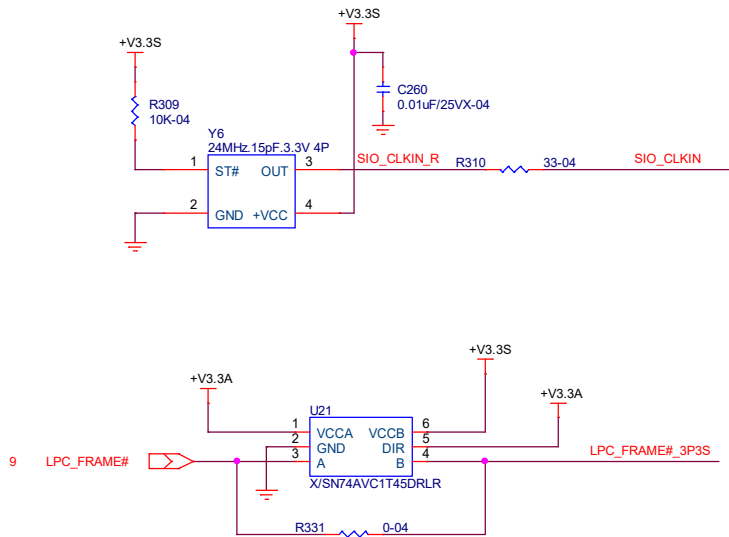 +V3.3S
+V3.3S
R309
10K-04
C260
0.01uF/25VX-04
Y6
24MHz.15pF.3.3V 4P
1 ST# OUT 3 SIO_CLKIN_R R310 33-04 SIO_CLKIN
2 GND +VCC 4
+V3.3S
+V3.3A
+V3.3A
U21
1 VCCA VCCB 6
2 GND DIR 5
9 LPC_FRAME# 3 A B 4 LPC_FRAME#_3P3S
X/SN74AVC1T45DRLR
R331 0-04